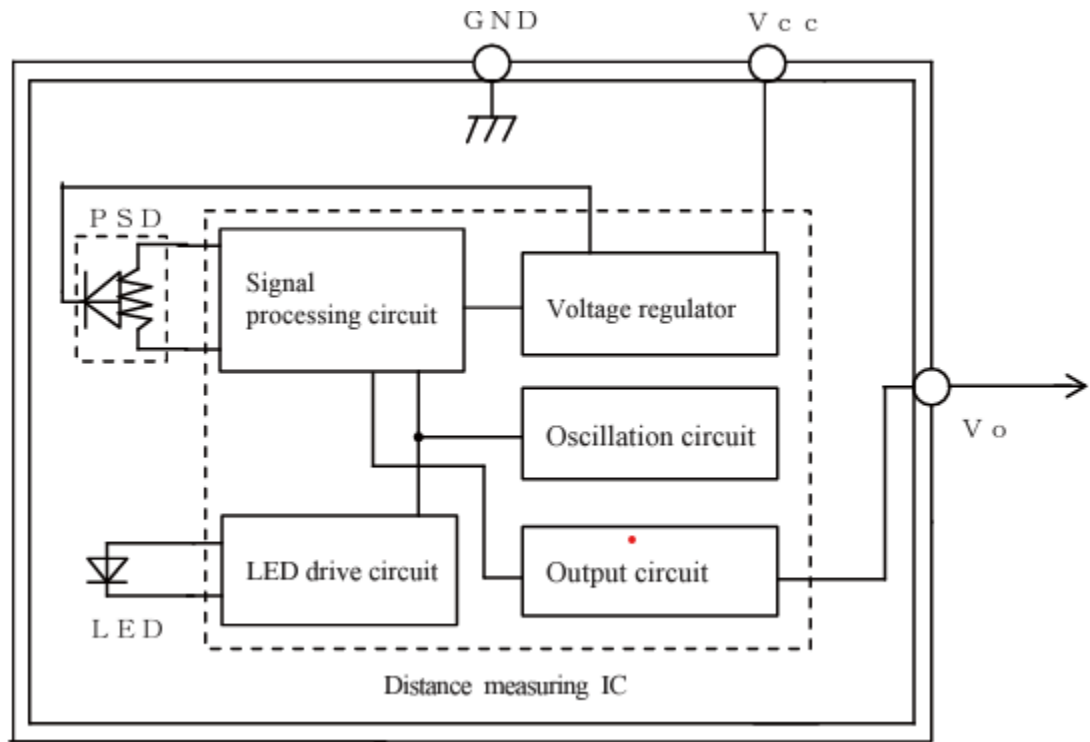 GND
Vcc
PSD
Signal
processing circuit
Voltage regulator
Oscillation circuit
Vo
LED drive circuit
Output circuit
LED
Distance measuring IC